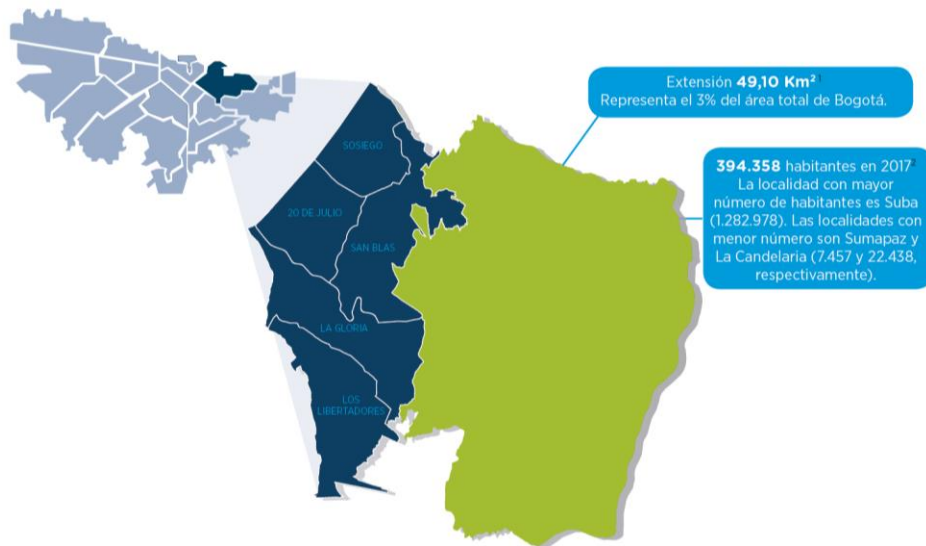 Extensión 49,10 Km² ¹
Representa el 3% del área total de Bogotá.
394.358 habitantes en 2017²
La localidad con mayor
número de habitantes es Suba
(1.282.978). Las localidades con
menor número son Sumapaz y
La Candelaria (7.457 y 22.438,
respectivamente).
SOSIEGO
20 DE JULIO
SAN BLAS
LA GLORIA
LOS
LIBERTADORES